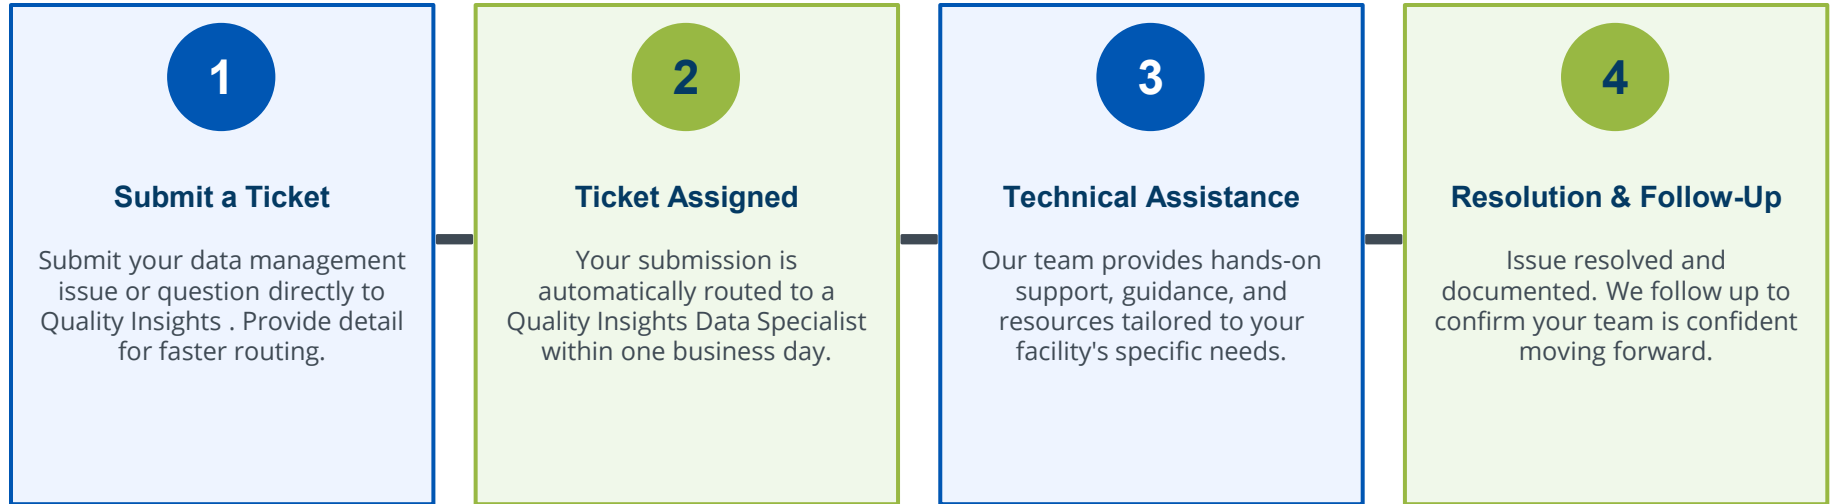 1
Submit a Ticket
Submit your data management
issue or question directly to
Quality Insights . Provide detail
for faster routing.
2
Ticket Assigned
Your submission is
automatically routed to a
Quality Insights Data Specialist
within one business day.
3
Technical Assistance
Our team provides hands-on
support, guidance, and
resources tailored to your
facility's specific needs.
4
Resolution & Follow-Up
Issue resolved and
documented. We follow up to
confirm your team is confident
moving forward.